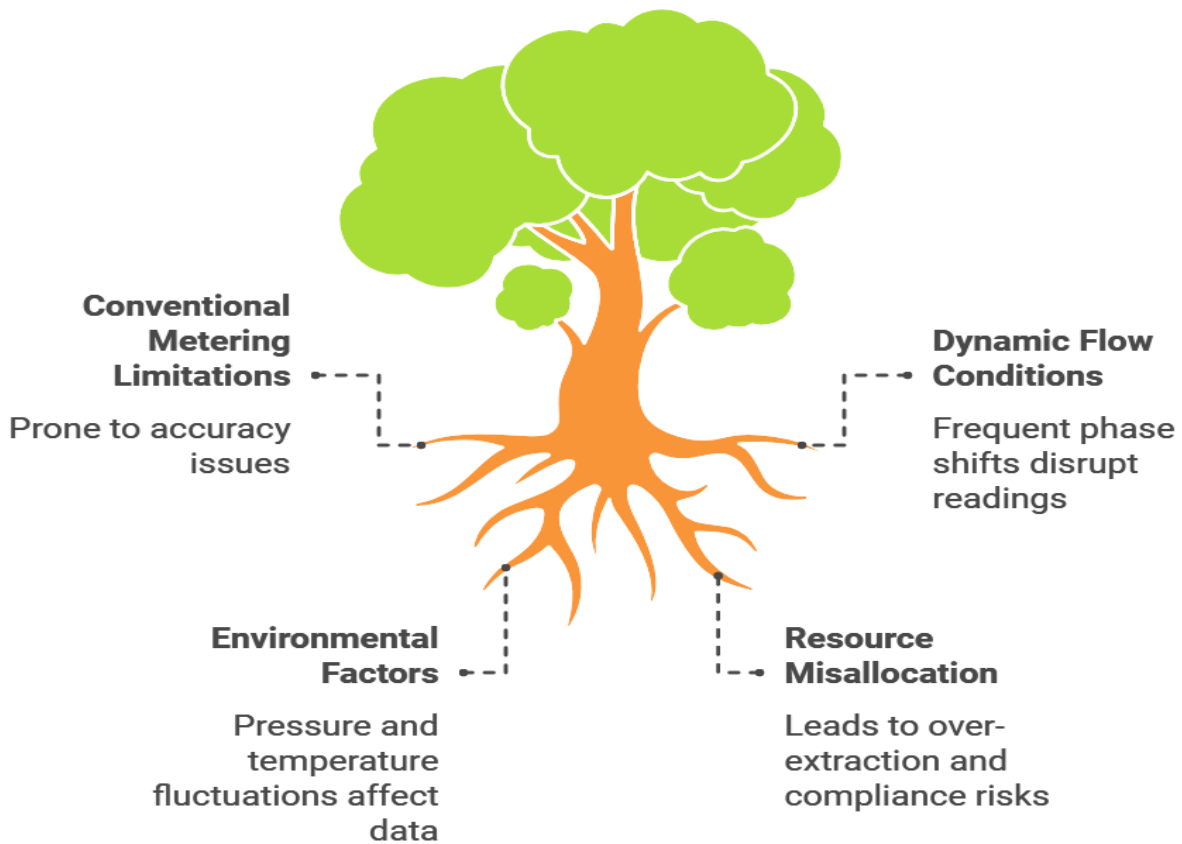 Conventional
Metering
Limitations
Prone to accuracy
issues
Dynamic Flow
Conditions
Frequent phase
shifts disrupt
readings
Environmental
Factors
Pressure and
temperature
fluctuations affect
data
Resource
Misallocation
Leads to over-
extraction and
compliance risks